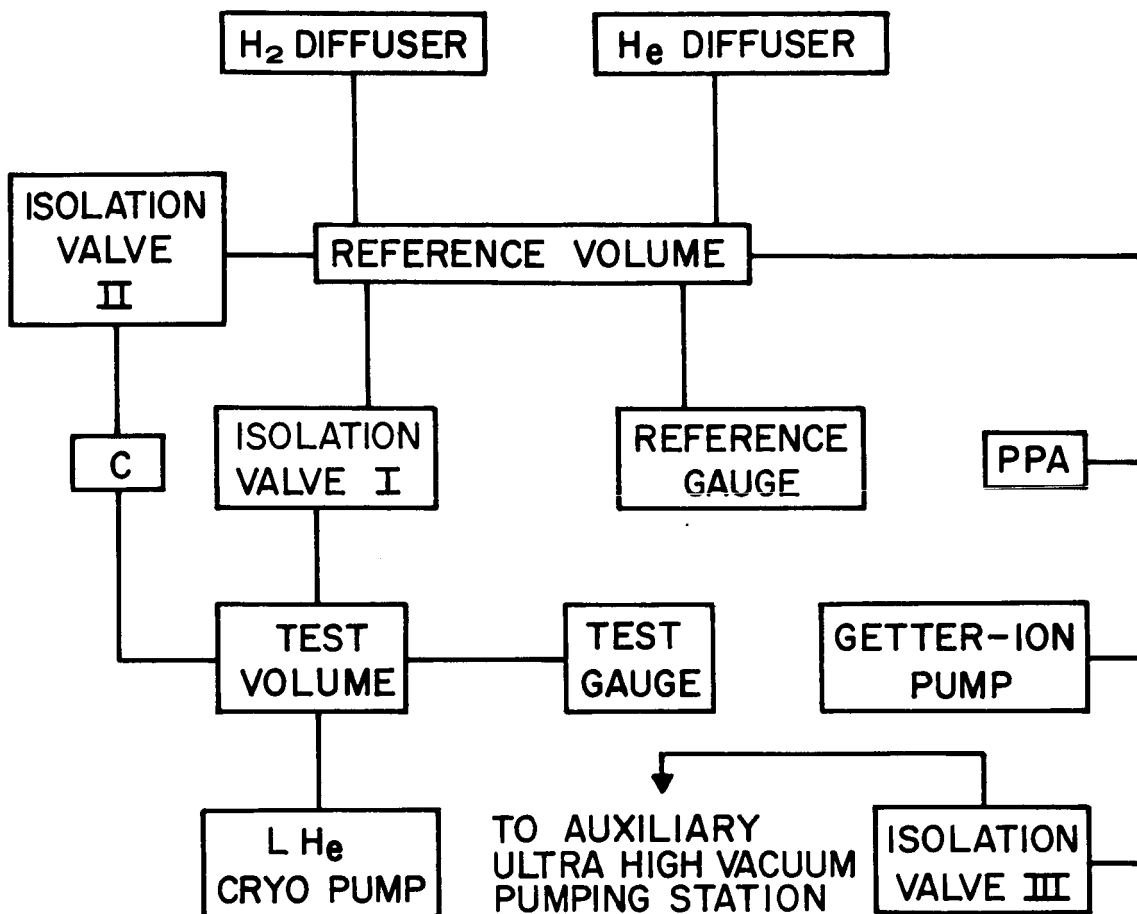 H₂ DIFFUSER
He DIFFUSER
ISOLATION
VALVE
II
REFERENCE VOLUME
C
ISOLATION
VALVE I
REFERENCE
GAUGE
PPA
TEST
VOLUME
TEST
GAUGE
GETTER-ION
PUMP
L He
CRYO PUMP
TO AUXILIARY
ULTRA HIGH VACUUM
PUMPING STATION
ISOLATION
VALVE III